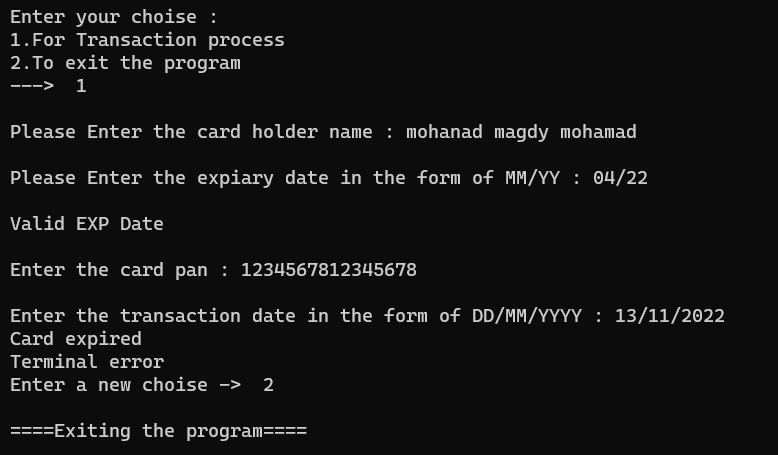 Enter your choise :
1.For Transaction process
2.To exit the program
--->  1
Please Enter the card holder name : mohanad magdy mohamad
Please Enter the expiary date in the form of MM/YY : 04/22
Valid EXP Date
Enter the card pan : 1234567812345678
Enter the transaction date in the form of DD/MM/YYYY : 13/11/2022
Card expired
Terminal error
Enter a new choise ->  2
====Exiting the program====